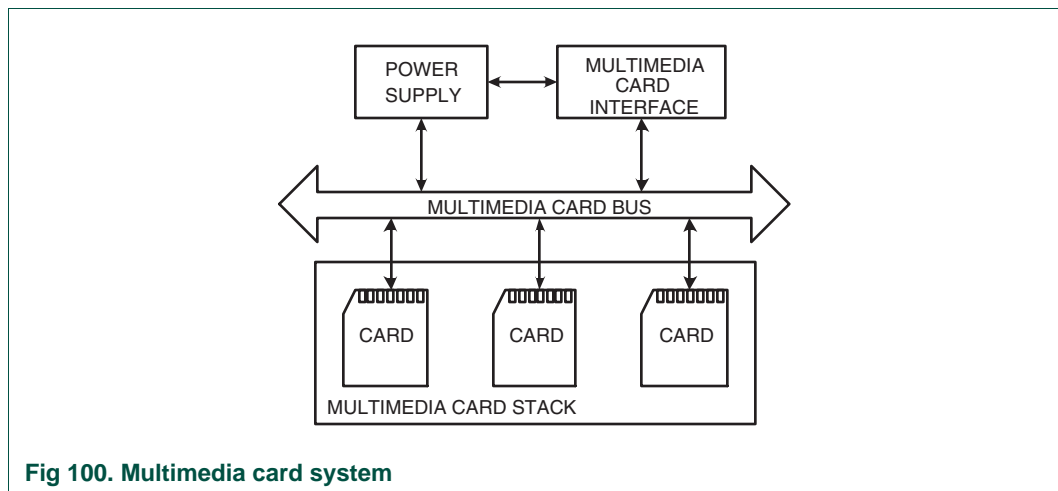 POWER
SUPPLY
MULTIMEDIA
CARD
INTERFACE
MULTIMEDIA CARD BUS
CARD
CARD
CARD
MULTIMEDIA CARD STACK
Fig 100. Multimedia card system